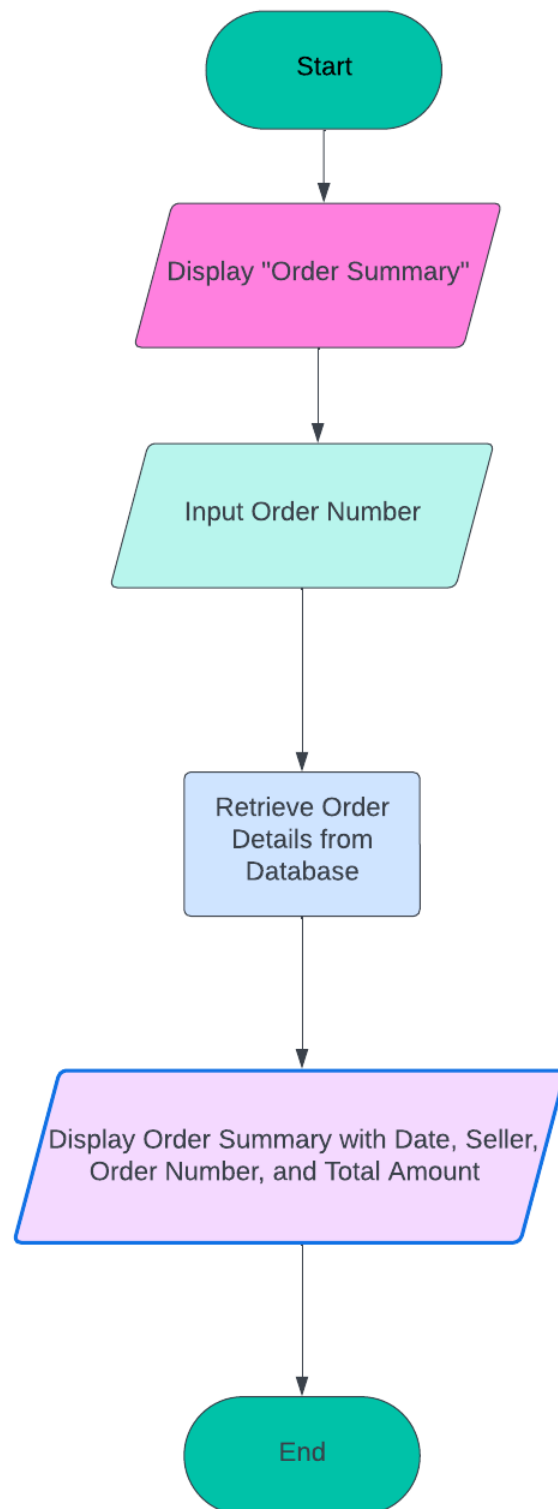 Start
Display "Order Summary"
Input Order Number
Retrieve Order
Details from
Database
Display Order Summary with Date, Seller,
Order Number, and Total Amount
End